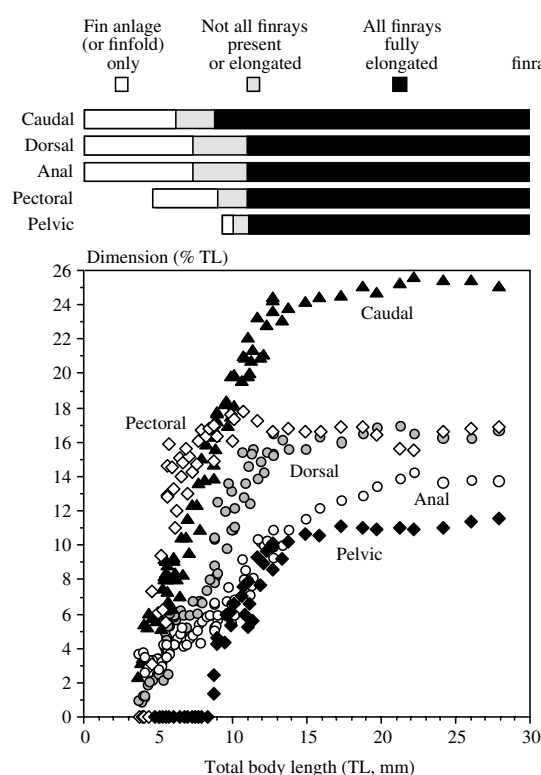 Fin anlage
(or finfold)
only
Not all finrays
present
or elongated
All finrays
fully
elongated
finra
Caudal
Dorsal
Anal
Pectoral
Pelvic
Dimension (% TL)
26
24
22
20
18
16
14
12
10
8
6
4
2
0
Caudal
Pectoral
Dorsal
Anal
Pelvic
0 5 10 15 20 25 30
Total body length (TL, mm)